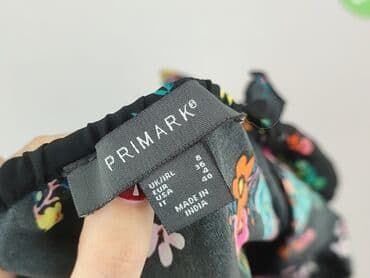 PRIMARK®
UK/IRL 8
EUR 36
USA 4
IT 40
MADE IN
INDIA